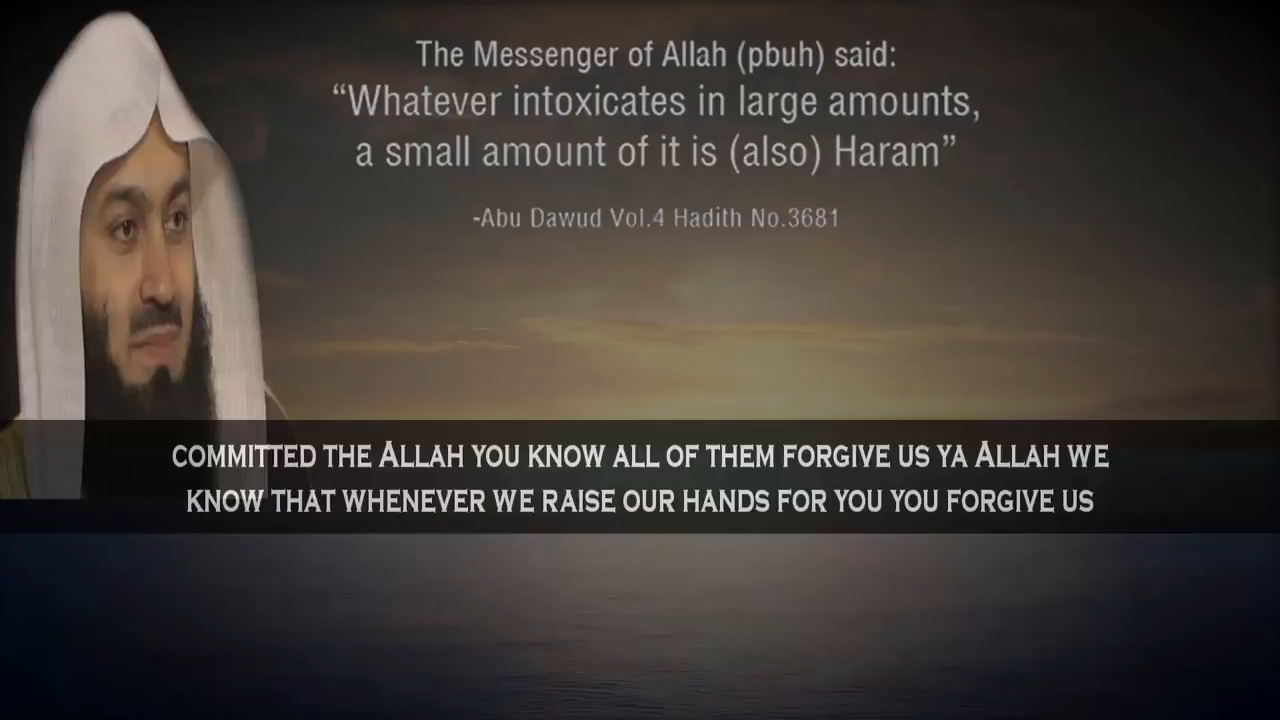 The Messenger of Allah (pbuh) said:
“Whatever intoxicates in large amounts,
a small amount of it is (also) Haram”
-Abu Dawud Vol.4 Hadith No.3681
COMMITTED THE ALLAH YOU KNOW ALL OF THEM FORGIVE US YA ALLAH WE
KNOW THAT WHENEVER WE RAISE OUR HANDS FOR YOU YOU FORGIVE US